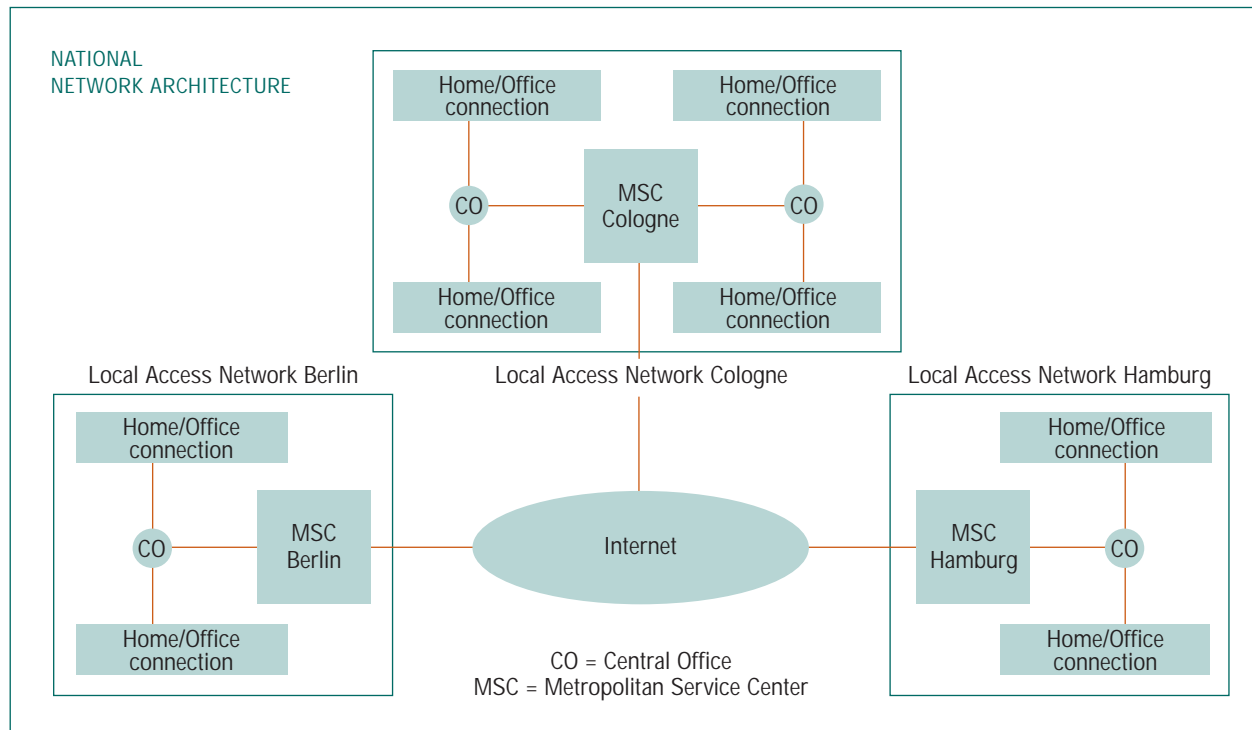 NATIONAL
NETWORK ARCHITECTURE
Home/Office
connection
Home/Office
connection
CO
MSC
Cologne
CO
Home/Office
connection
Home/Office
connection
Local Access Network Berlin
Local Access Network Cologne
Local Access Network Hamburg
Home/Office
connection
CO
MSC
Berlin
Home/Office
connection
Internet
Home/Office
connection
MSC
Hamburg
CO
Home/Office
connection
CO = Central Office
MSC = Metropolitan Service Center